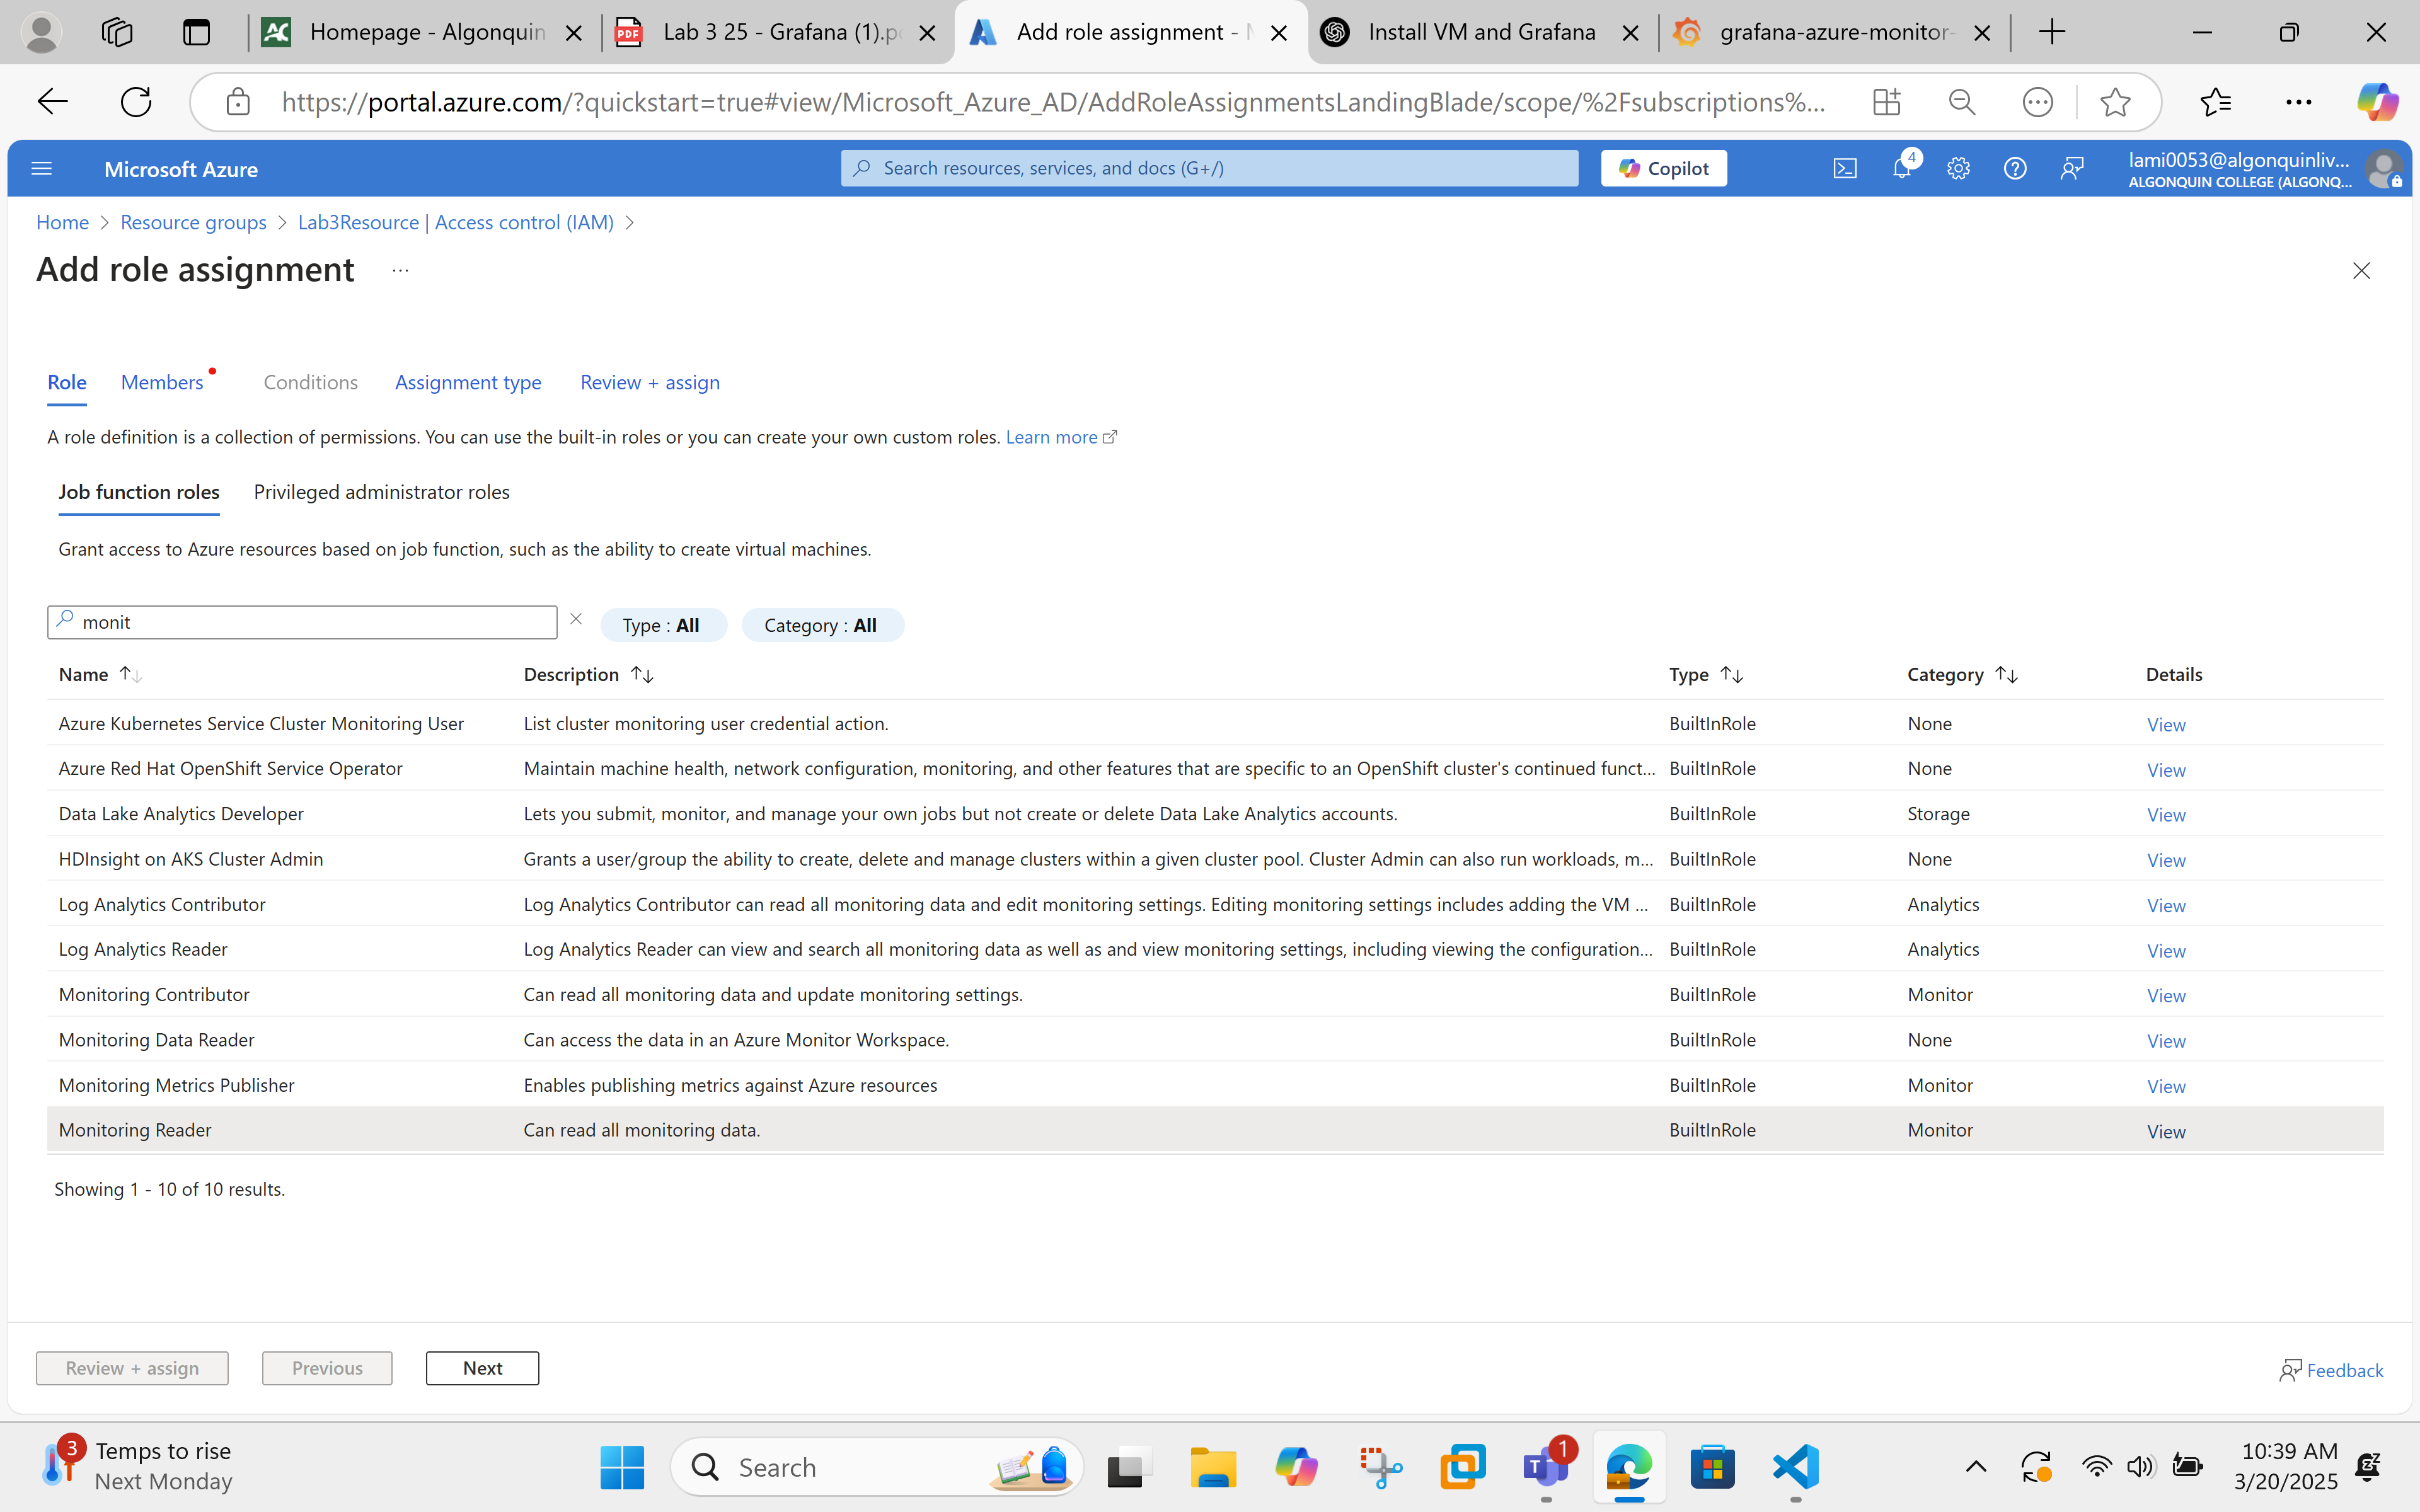 Homepage - Algonquin
Lab 3 25 - Grafana (1).p
Add role assignment -
Install VM and Grafana
grafana-azure-monitor-
https://portal.azure.com/?quickstart=true#view/Microsoft_Azure_AD/AddRoleAssignmentsLandingBlade/scope/%2Fsubscriptions%...
Microsoft Azure
Search resources, services, and docs (G+/)
Copilot
4
lami0053@algonquinliv...
ALGONQUIN COLLEGE (ALGONQ...
Home > Resource groups > Lab3Resource | Access control (IAM) >
Add role assignment ...
Role Members Conditions Assignment type Review + assign
A role definition is a collection of permissions. You can use the built-in roles or you can create your own custom roles. Learn more
Job function roles Privileged administrator roles
Grant access to Azure resources based on job function, such as the ability to create virtual machines.
monit Type : All Category : All
Name Description Type Category Details
Azure Kubernetes Service Cluster Monitoring User List cluster monitoring user credential action. BuiltInRole None View
Azure Red Hat OpenShift Service Operator Maintain machine health, network configuration, monitoring, and other features that are specific to an OpenShift cluster's continued funct... BuiltInRole None View
Data Lake Analytics Developer Lets you submit, monitor, and manage your own jobs but not create or delete Data Lake Analytics accounts. BuiltInRole Storage View
HDInsight on AKS Cluster Admin Grants a user/group the ability to create, delete and manage clusters within a given cluster pool. Cluster Admin can also run workloads, m... BuiltInRole None View
Log Analytics Contributor Log Analytics Contributor can read all monitoring data and edit monitoring settings. Editing monitoring settings includes adding the VM ... BuiltInRole Analytics View
Log Analytics Reader Log Analytics Reader can view and search all monitoring data as well as and view monitoring settings, including viewing the configuration... BuiltInRole Analytics View
Monitoring Contributor Can read all monitoring data and update monitoring settings. BuiltInRole Monitor View
Monitoring Data Reader Can access the data in an Azure Monitor Workspace. BuiltInRole None View
Monitoring Metrics Publisher Enables publishing metrics against Azure resources BuiltInRole Monitor View
Monitoring Reader Can read all monitoring data. BuiltInRole Monitor View
Showing 1 - 10 of 10 results.
Review + assign Previous Next Feedback
3
Temps to rise
Next Monday
Search
1
10:39 AM
3/20/2025